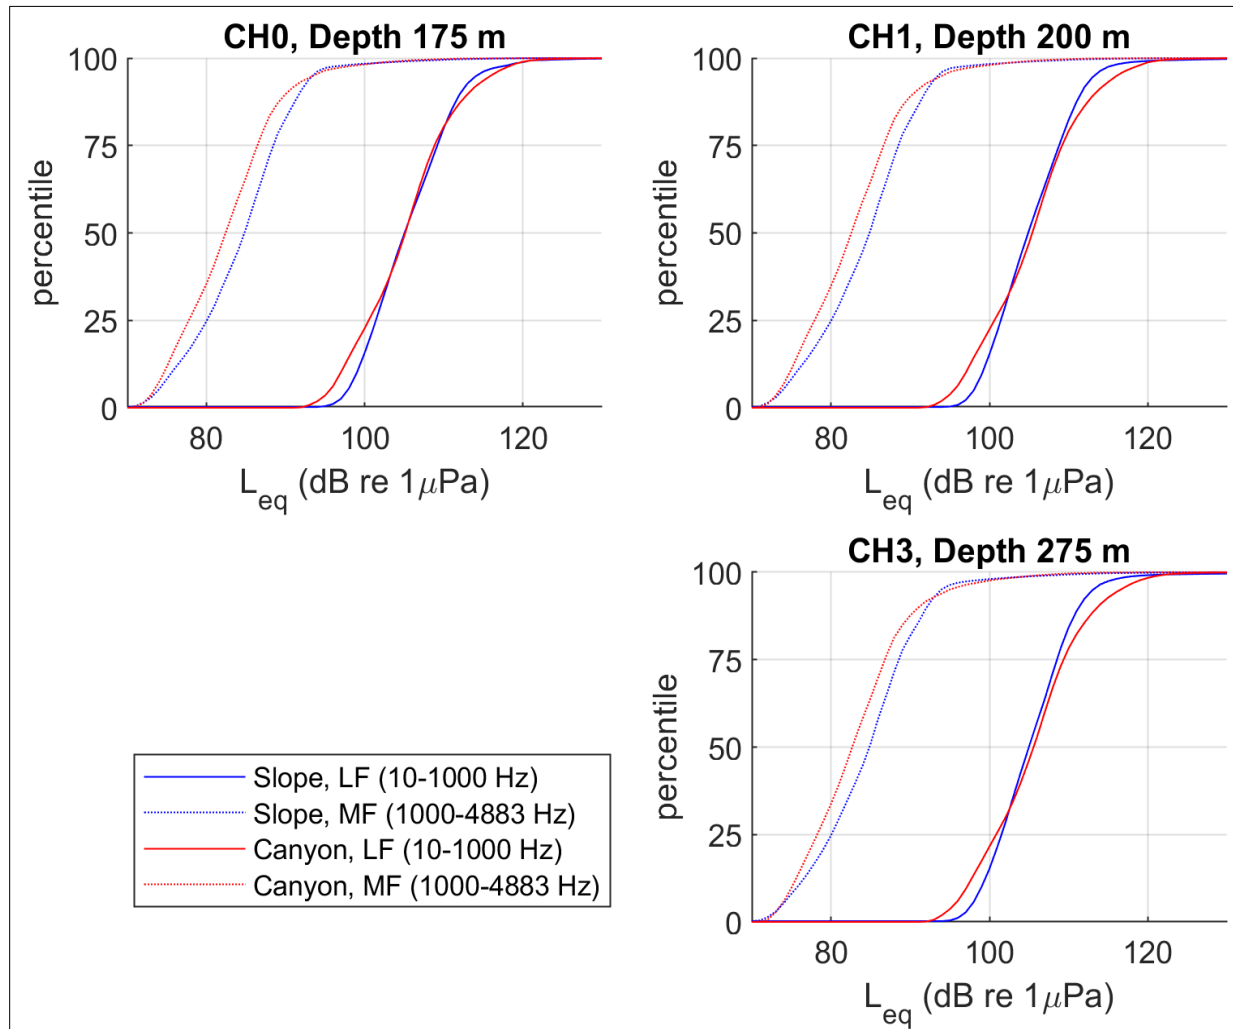 CH0, Depth 175 m
100
75
50
25
0
percentile
80 100 120
L_eq (dB re 1μPa)
CH1, Depth 200 m
100
75
50
25
0
percentile
80 100 120
L_eq (dB re 1μPa)
CH3, Depth 275 m
100
75
50
25
0
percentile
80 100 120
L_eq (dB re 1μPa)
Slope, LF (10-1000 Hz)
Slope, MF (1000-4883 Hz)
Canyon, LF (10-1000 Hz)
Canyon, MF (1000-4883 Hz)